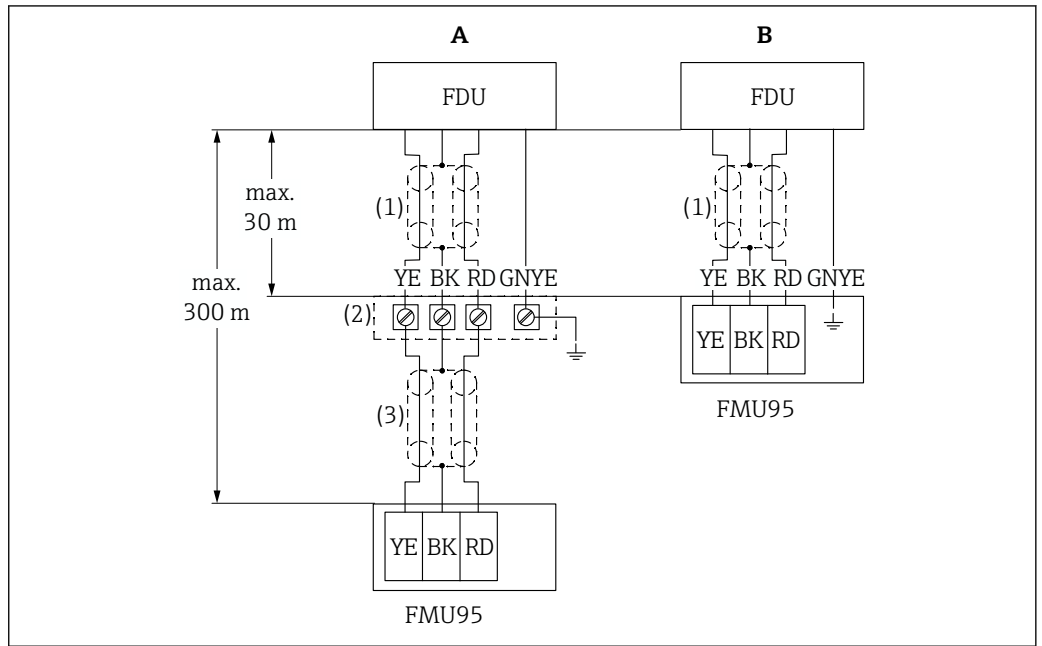 A
B
FDU
FDU
(1)
(1)
max.
30 m
max.
300 m
YE BK RD GNYE
YE BK RD GNYE
(2)
YE BK RD
FMU95
(3)
YE BK RD
FMU95